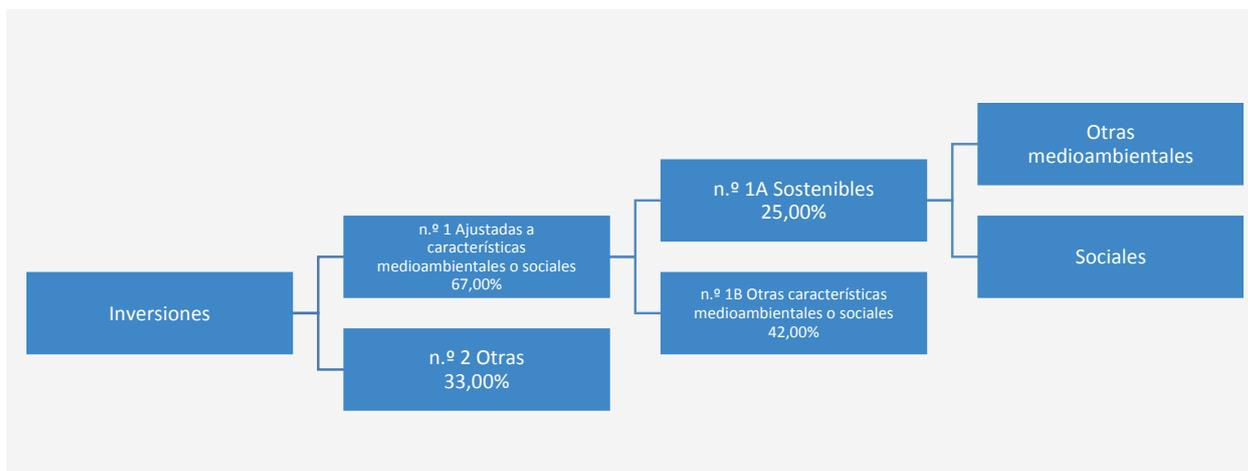 Inversiones
n.º 1 Ajustadas a
características
medioambientales o sociales
67,00%
n.º 2 Otras
33,00%
n.º 1A Sostenibles
25,00%
n.º 1B Otras características
medioambientales o sociales
42,00%
Otras
medioambientales
Sociales